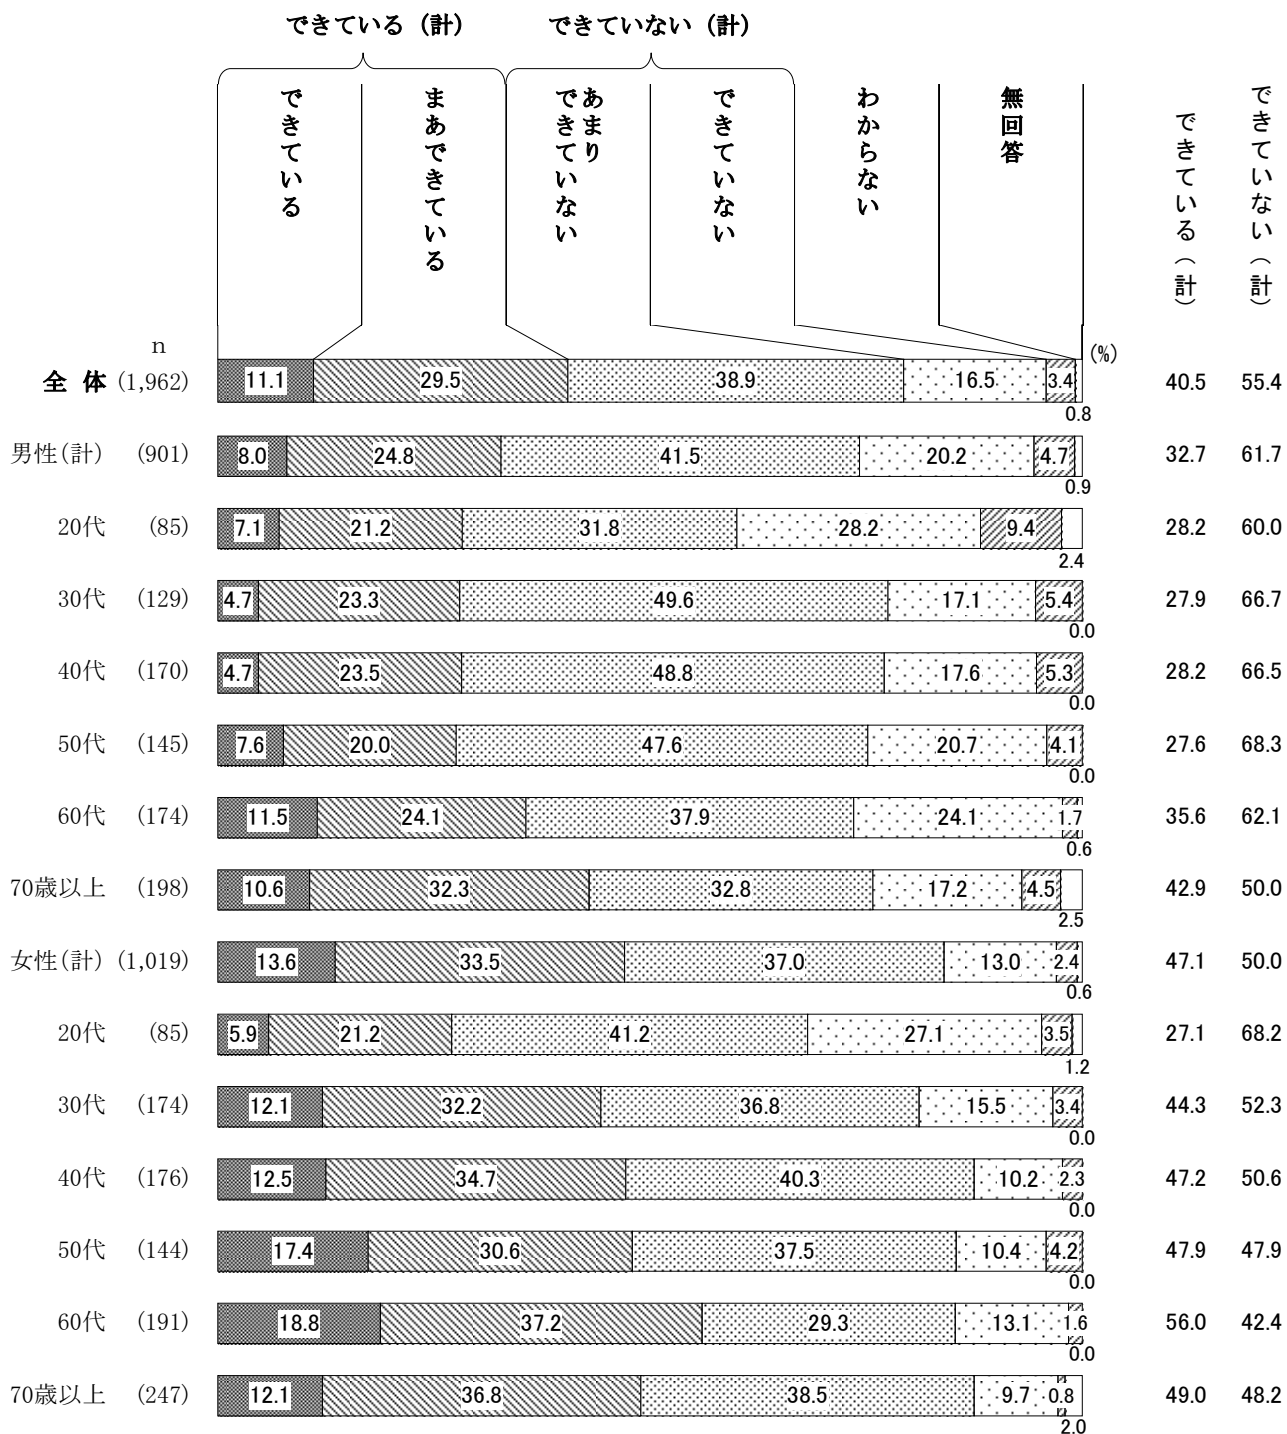 できている（計） できていない（計）
できている
まあできている
あまり
できていない
できていない
わからない
無回答
できている（計）
できていない（計）
n
(%)
全 体 (1,962) 11.1 29.5 38.9 16.5 3.4 40.5 55.4
0.8
男性(計) (901) 8.0 24.8 41.5 20.2 4.7 32.7 61.7
0.9
20代 (85) 7.1 21.2 31.8 28.2 9.4 28.2 60.0
2.4
30代 (129) 4.7 23.3 49.6 17.1 5.4 27.9 66.7
0.0
40代 (170) 4.7 23.5 48.8 17.6 5.3 28.2 66.5
0.0
50代 (145) 7.6 20.0 47.6 20.7 4.1 27.6 68.3
0.0
60代 (174) 11.5 24.1 37.9 24.1 1.7 35.6 62.1
0.6
70歳以上 (198) 10.6 32.3 32.8 17.2 4.5 42.9 50.0
2.5
女性(計) (1,019) 13.6 33.5 37.0 13.0 2.4 47.1 50.0
0.6
20代 (85) 5.9 21.2 41.2 27.1 3.5 27.1 68.2
1.2
30代 (174) 12.1 32.2 36.8 15.5 3.4 44.3 52.3
0.0
40代 (176) 12.5 34.7 40.3 10.2 2.3 47.2 50.6
0.0
50代 (144) 17.4 30.6 37.5 10.4 4.2 47.9 47.9
0.0
60代 (191) 18.8 37.2 29.3 13.1 1.6 56.0 42.4
0.0
70歳以上 (247) 12.1 36.8 38.5 9.7 0.8 49.0 48.2
2.0